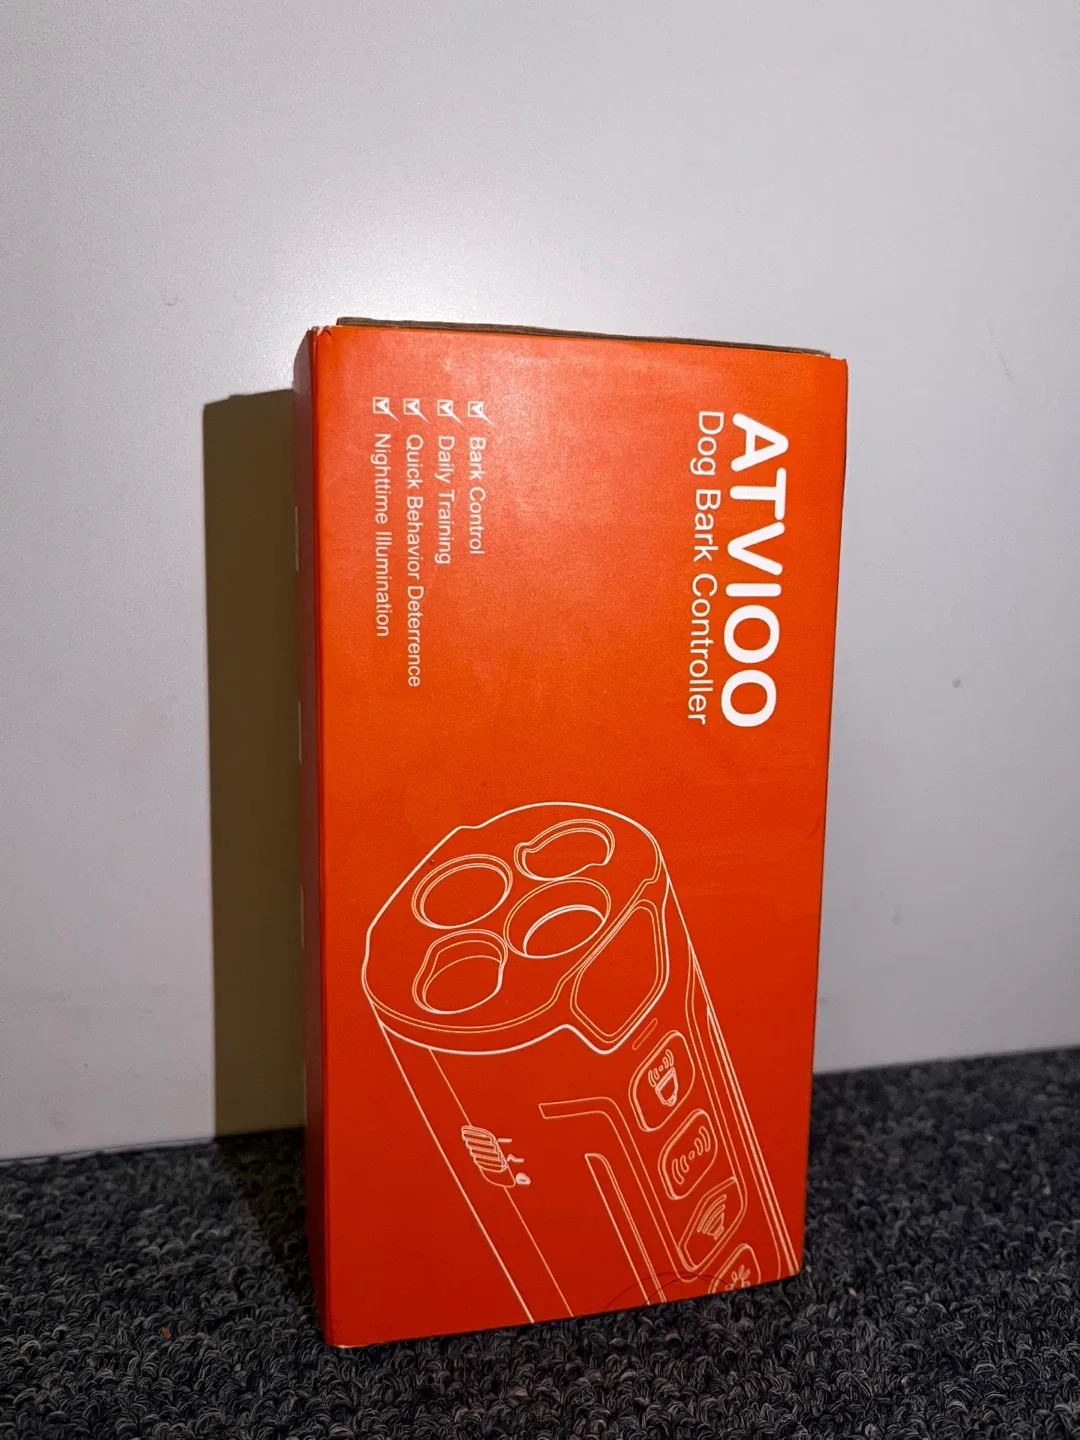 ATVIOO
Dog Bark Controller
Bark Control
Daily Training
Quick Behavior Deterrence
Nighttime Illumination